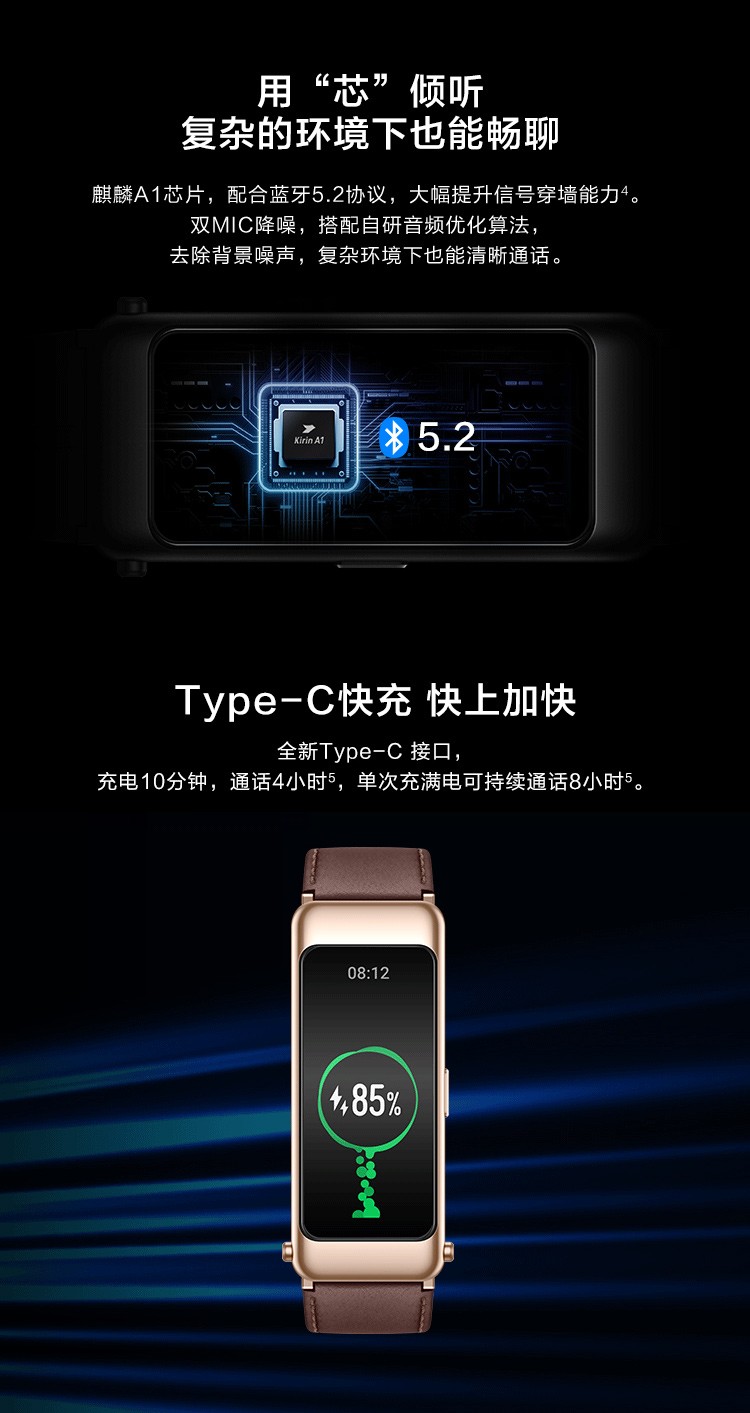 用“芯”倾听
复杂的环境下也能畅聊
麒麟A1芯片，配合蓝牙5.2协议，大幅提升信号穿墙能力⁴。
双MIC降噪，搭配自研音频优化算法，
去除背景噪声，复杂环境下也能清晰通话。
Kirin A1
5.2
Type-C快充 快上加快
全新Type-C 接口，
充电10分钟，通话4小时⁵，单次充满电可持续通话8小时⁵。
08:12
85%